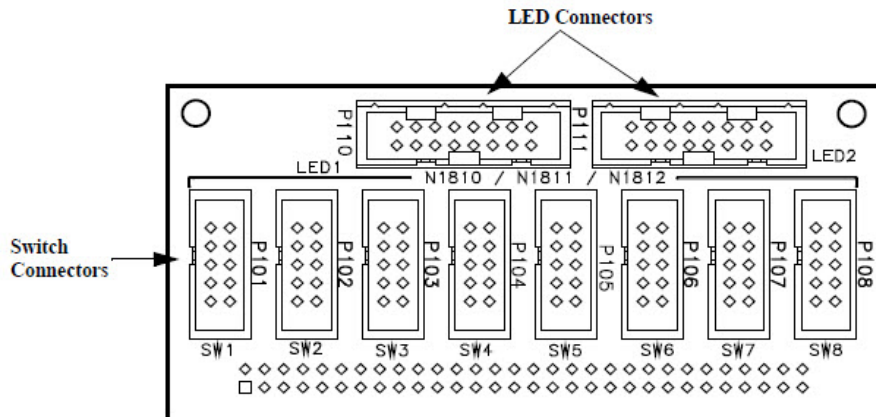 LED Connectors
P110
P111
LED1
LED2
N1810 / N1811 / N1812
Switch
Connectors
P101
P102
P103
P104
P105
P106
P107
P108
SW1
SW2
SW3
SW4
SW5
SW6
SW7
SW8